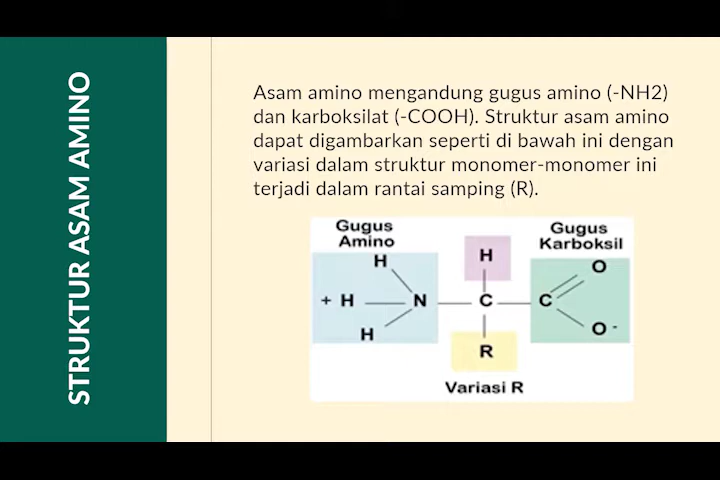 STRUKTUR ASAM AMINO
Asam amino mengandung gugus amino (-NH2)
dan karboksilat (-COOH). Struktur asam amino
dapat digambarkan seperti di bawah ini dengan
variasi dalam struktur monomer-monomer ini
terjadi dalam rantai samping (R).
Gugus
Amino
Gugus
Karboksil
H
H
O
+ H
N
C
C
H
O -
R
Variasi R